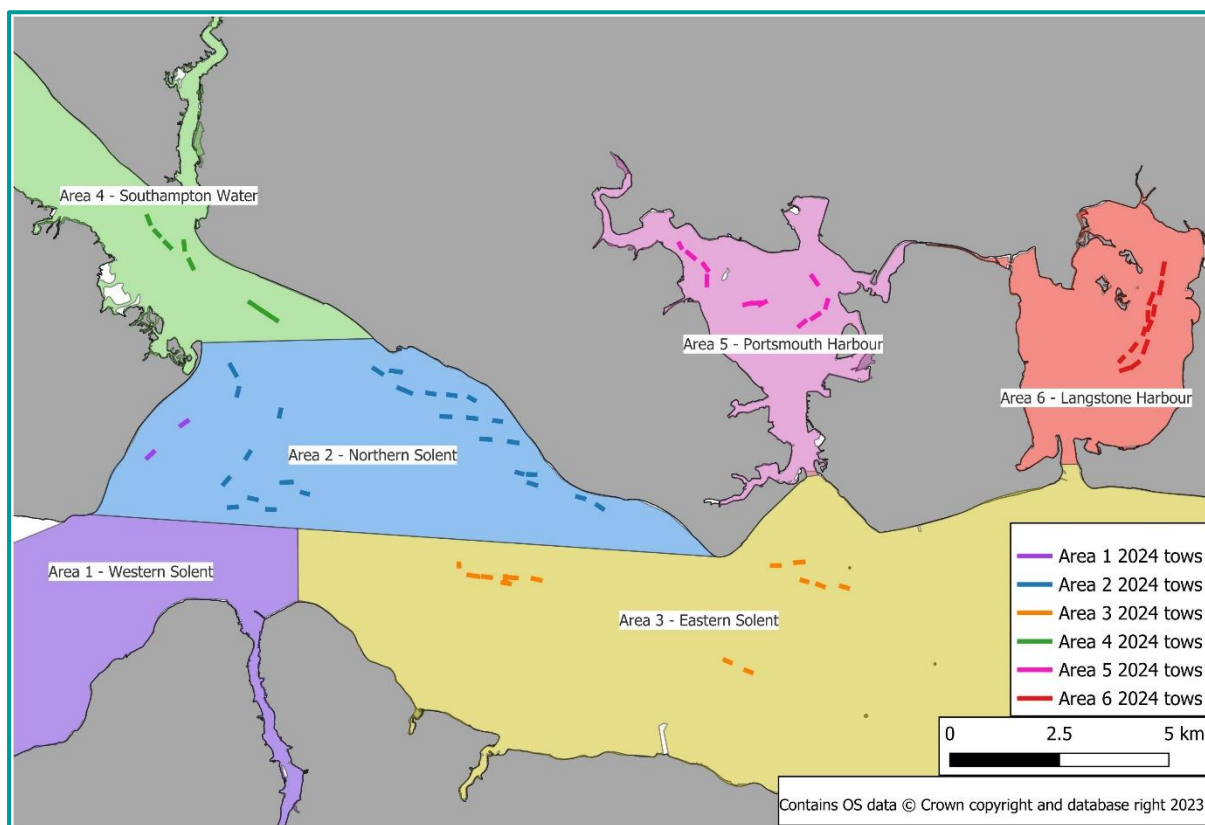 Area 4 - Southampton Water
Area 5 - Portsmouth Harbour
Area 6 - Langstone Harbour
Area 2 - Northern Solent
Area 1 - Western Solent
Area 3 - Eastern Solent
Area 1 2024 tows
Area 2 2024 tows
Area 3 2024 tows
Area 4 2024 tows
Area 5 2024 tows
Area 6 2024 tows
0 2.5 5 km
Contains OS data © Crown copyright and database right 2023